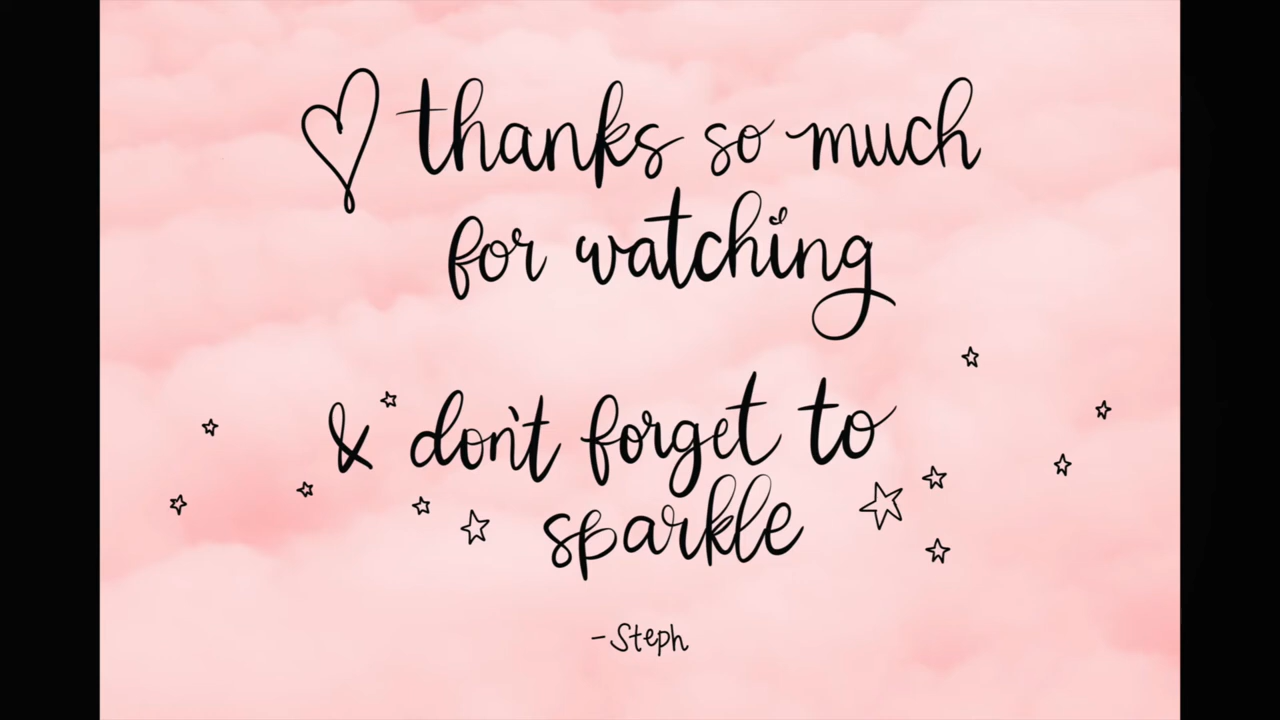 thanks so much
for watching
& don't forget to
sparkle
-Steph